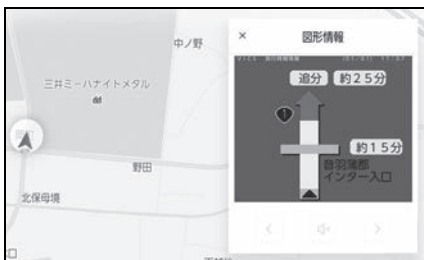 中ノ野
三井ミーハナイトメタル
野田
北保母境
×
図形情報
追分
約25分
1
約15分
音羽蒲郡
インター入口